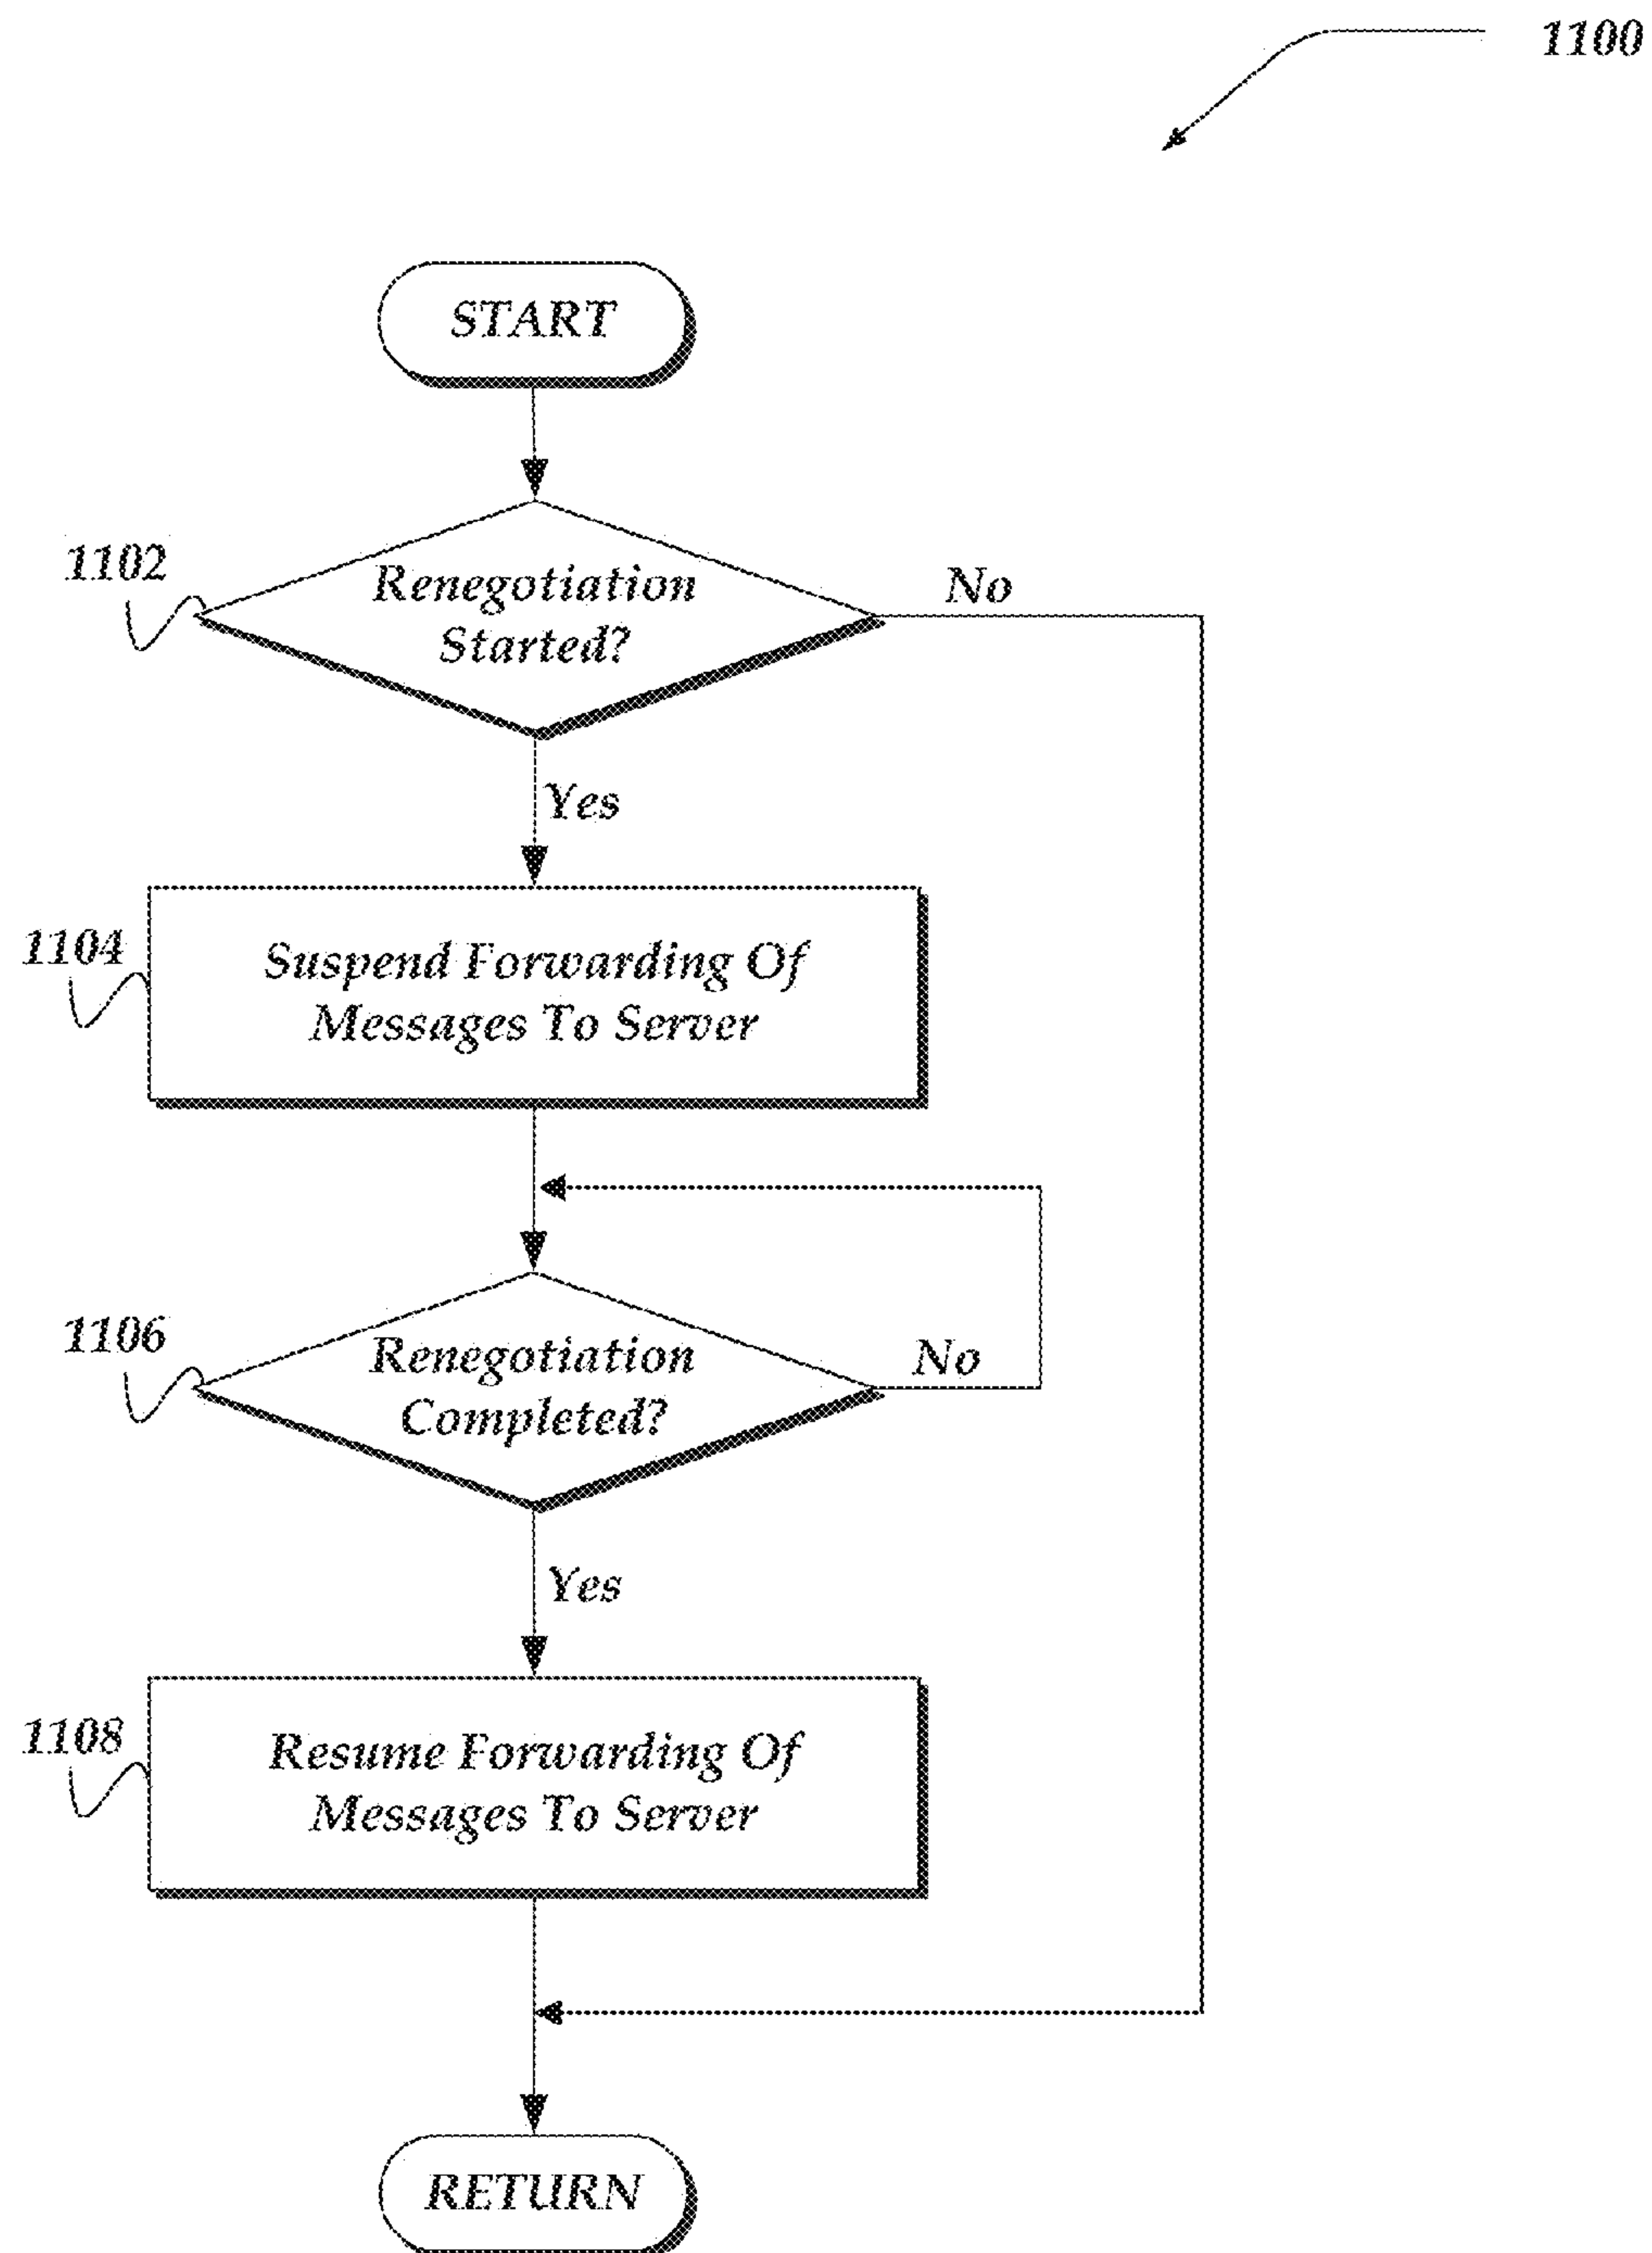 1100
START
1102
Renegotiation
Started?
No
Yes
1104
Suspend Forwarding Of
Messages To Server
1106
Renegotiation
Completed?
No
Yes
1108
Resume Forwarding Of
Messages To Server
RETURN